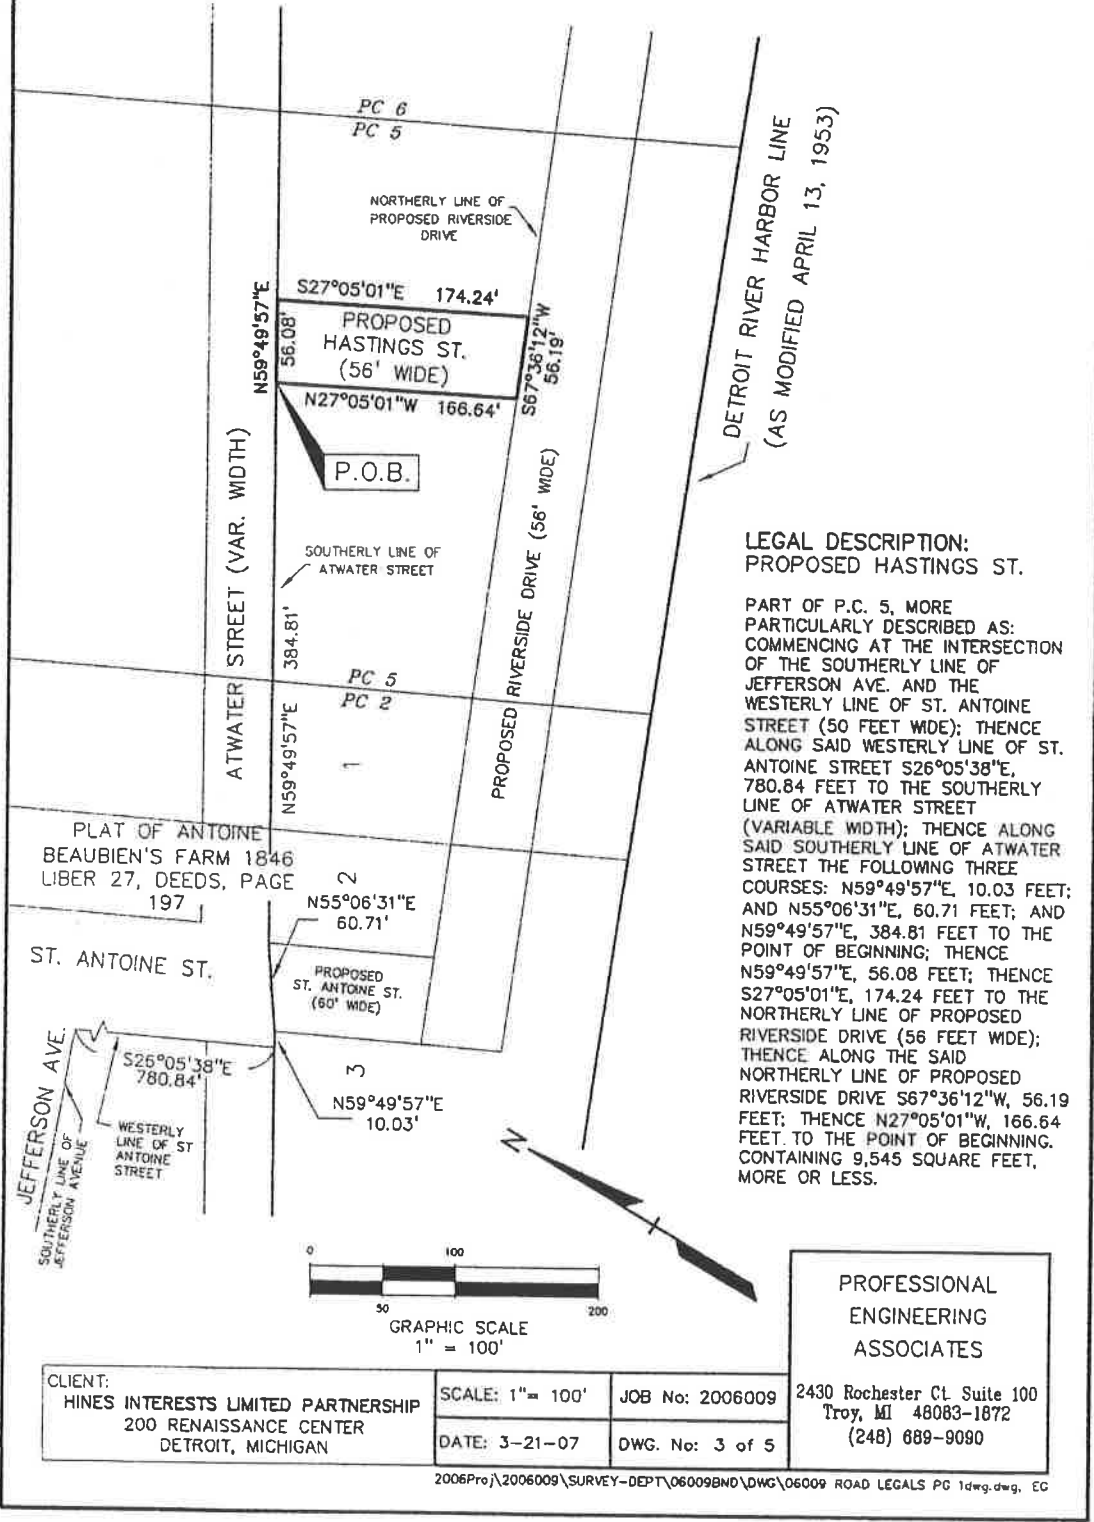 PC 6
PC 5
NORTHERLY LINE OF
PROPOSED RIVERSIDE
DRIVE
DETROIT RIVER HARBOR LINE
(AS MODIFIED APRIL 13, 1953)
N59°49'57"E
56.08'
S27°05'01"E 174.24'
PROPOSED
HASTINGS ST.
(56' WIDE)
S67°36'12"W
56.19'
N27°05'01"W 166.64'
P.O.B.
ATWATER STREET (VAR. WIDTH)
SOUTHERLY LINE OF
ATWATER STREET
N59°49'57"E 384.81'
PROPOSED RIVERSIDE DRIVE (56' WIDE)
PC 5
PC 2
1
PLAT OF ANTOINE
BEAUBIEN'S FARM 1846
LIBER 27, DEEDS, PAGE
197
2
N55°06'31"E
60.71'
ST. ANTOINE ST.
PROPOSED
ST. ANTOINE ST.
(60' WIDE)
JEFFERSON AVE.
SOUTHERLY LINE OF
JEFFERSON AVENUE
S26°05'38"E
780.84'
WESTERLY
LINE OF ST
ANTOINE
STREET
3
N59°49'57"E
10.03'
N
LEGAL DESCRIPTION:
PROPOSED HASTINGS ST.
PART OF P.C. 5, MORE
PARTICULARLY DESCRIBED AS:
COMMENCING AT THE INTERSECTION
OF THE SOUTHERLY LINE OF
JEFFERSON AVE. AND THE
WESTERLY LINE OF ST. ANTOINE
STREET (50 FEET WIDE); THENCE
ALONG SAID WESTERLY LINE OF ST.
ANTOINE STREET S26°05'38"E,
780.84 FEET TO THE SOUTHERLY
LINE OF ATWATER STREET
(VARIABLE WIDTH); THENCE ALONG
SAID SOUTHERLY LINE OF ATWATER
STREET THE FOLLOWING THREE
COURSES: N59°49'57"E, 10.03 FEET;
AND N55°06'31"E, 60.71 FEET; AND
N59°49'57"E, 384.81 FEET TO THE
POINT OF BEGINNING; THENCE
N59°49'57"E, 56.08 FEET; THENCE
S27°05'01"E, 174.24 FEET TO THE
NORTHERLY LINE OF PROPOSED
RIVERSIDE DRIVE (56 FEET WIDE);
THENCE ALONG THE SAID
NORTHERLY LINE OF PROPOSED
RIVERSIDE DRIVE S67°36'12"W, 56.19
FEET; THENCE N27°05'01"W, 166.64
FEET TO THE POINT OF BEGINNING.
CONTAINING 9,545 SQUARE FEET,
MORE OR LESS.
0 100
50 200
GRAPHIC SCALE
1" = 100'
CLIENT:
HINES INTERESTS LIMITED PARTNERSHIP
200 RENAISSANCE CENTER
DETROIT, MICHIGAN
SCALE: 1"= 100'
JOB No: 2006009
DATE: 3-21-07
DWG. No: 3 of 5
PROFESSIONAL
ENGINEERING
ASSOCIATES
2430 Rochester Ct. Suite 100
Troy, MI 48083-1872
(248) 689-9090
2006Proj\2006009\SURVEY-DEPT\06009BND\DWG\06009 ROAD LEGALS PG 1dwg.dwg, EG